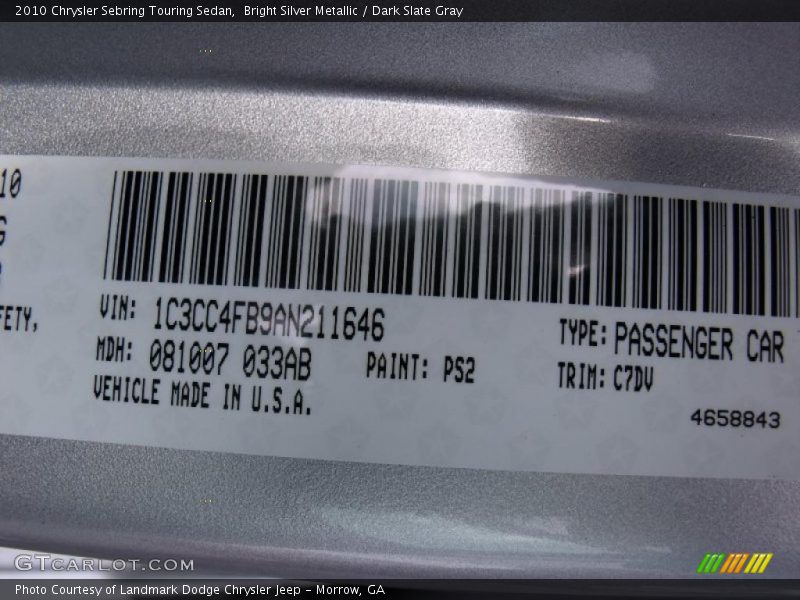 2010 Chrysler Sebring Touring Sedan,  Bright Silver Metallic / Dark Slate Gray
10
G
FETY,
VIN: 1C3CC4FB9AN211646
MDH: 081007 033AB
PAINT: PS2
VEHICLE MADE IN U.S.A.
TYPE: PASSENGER CAR
TRIM: C7DV
4658843
GTCARLOT.COM
Photo Courtesy of Landmark Dodge Chrysler Jeep – Morrow, GA